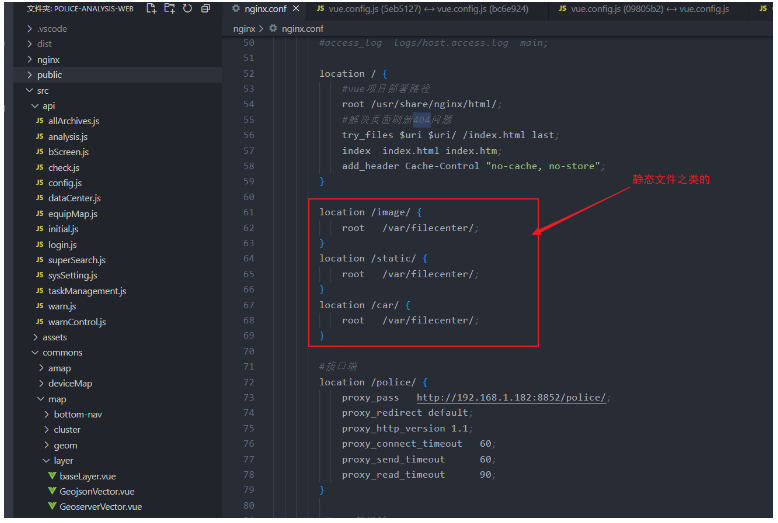 文件夹: POLICE-ANALYSIS-WEB
.vscode
dist
nginx
public
src
api
JS allArchives.js
JS analysis.js
JS bScreen.js
JS check.js
JS config.js
JS dataCenter.js
JS equipMap.js
JS initial.js
JS login.js
JS superSearch.js
JS sysSetting.js
JS taskManagement.js
JS warn.js
JS warnControl.js
assets
commons
amap
deviceMap
map
bottom-nav
cluster
geom
layer
baseLayer.vue
GeojsonVector.vue
GeoserverVector.vue
nginx.conf
JS vue.config.js (5eb5127) ↔ vue.config.js (bc6e924)
JS vue.config.js (09805b2) ↔ vue.config.js
JS
nginx > nginx.conf
50 #access_log logs/host.access.log main;
51
52 location / {
53 #vue项目部署路径
54 root /usr/share/nginx/html/;
55 #解决页面刷新404问题
56 try_files $uri $uri/ /index.html last;
57 index index.html index.htm;
58 add_header Cache-Control "no-cache, no-store";
59 }
60
61 location /image/ {
62 root /var/filecenter/;
63 }
64 location /static/ {
65 root /var/filecenter/;
66 }
67 location /car/ {
68 root /var/filecenter/;
69 }
70
71 #接口端
72 location /police/ {
73 proxy_pass http://192.168.1.182:8852/police/;
74 proxy_redirect default;
75 proxy_http_version 1.1;
76 proxy_connect_timeout 60;
77 proxy_send_timeout 60;
78 proxy_read_timeout 90;
79 }
80
静态文件之类的